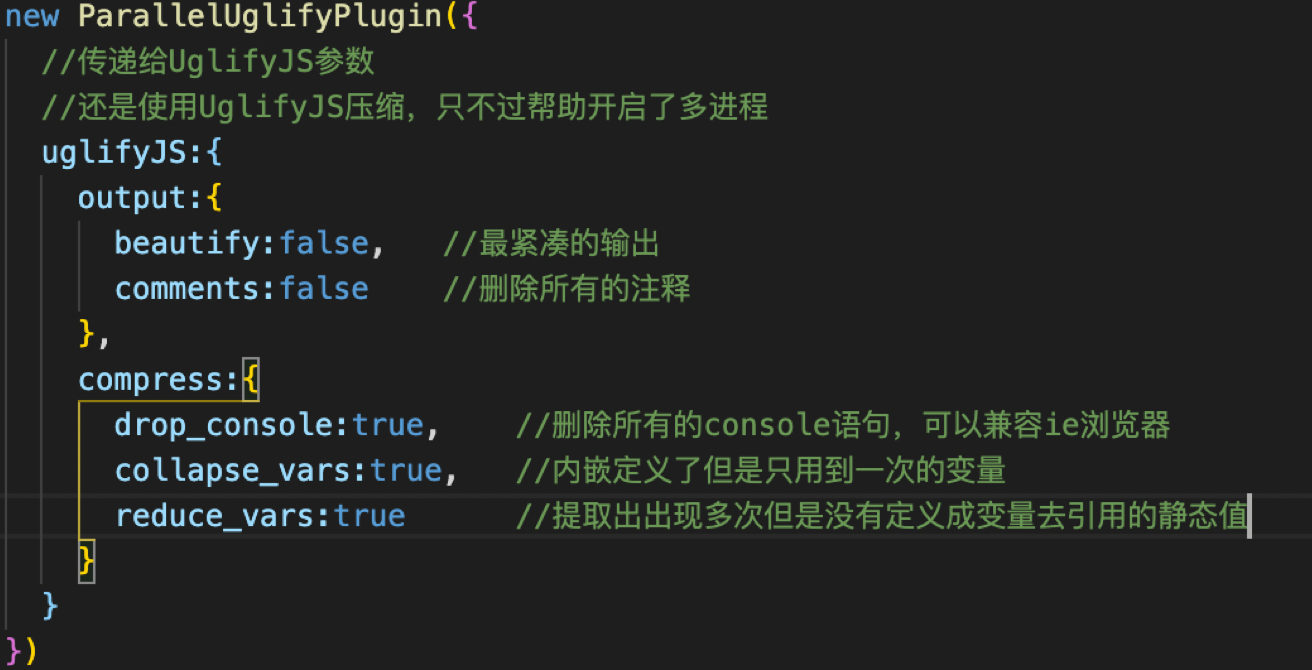 new ParallelUglifyPlugin({
//传递给UglifyJS参数
//还是使用UglifyJS压缩，只不过帮助开启了多进程
uglifyJS:{
output:{
beautify:false, //最紧凑的输出
comments:false //删除所有的注释
},
compress:{
drop_console:true, //删除所有的console语句，可以兼容ie浏览器
collapse_vars:true, //内嵌定义了但是只用到一次的变量
reduce_vars:true //提取出出现多次但是没有定义成变量去引用的静态值
}
}
})